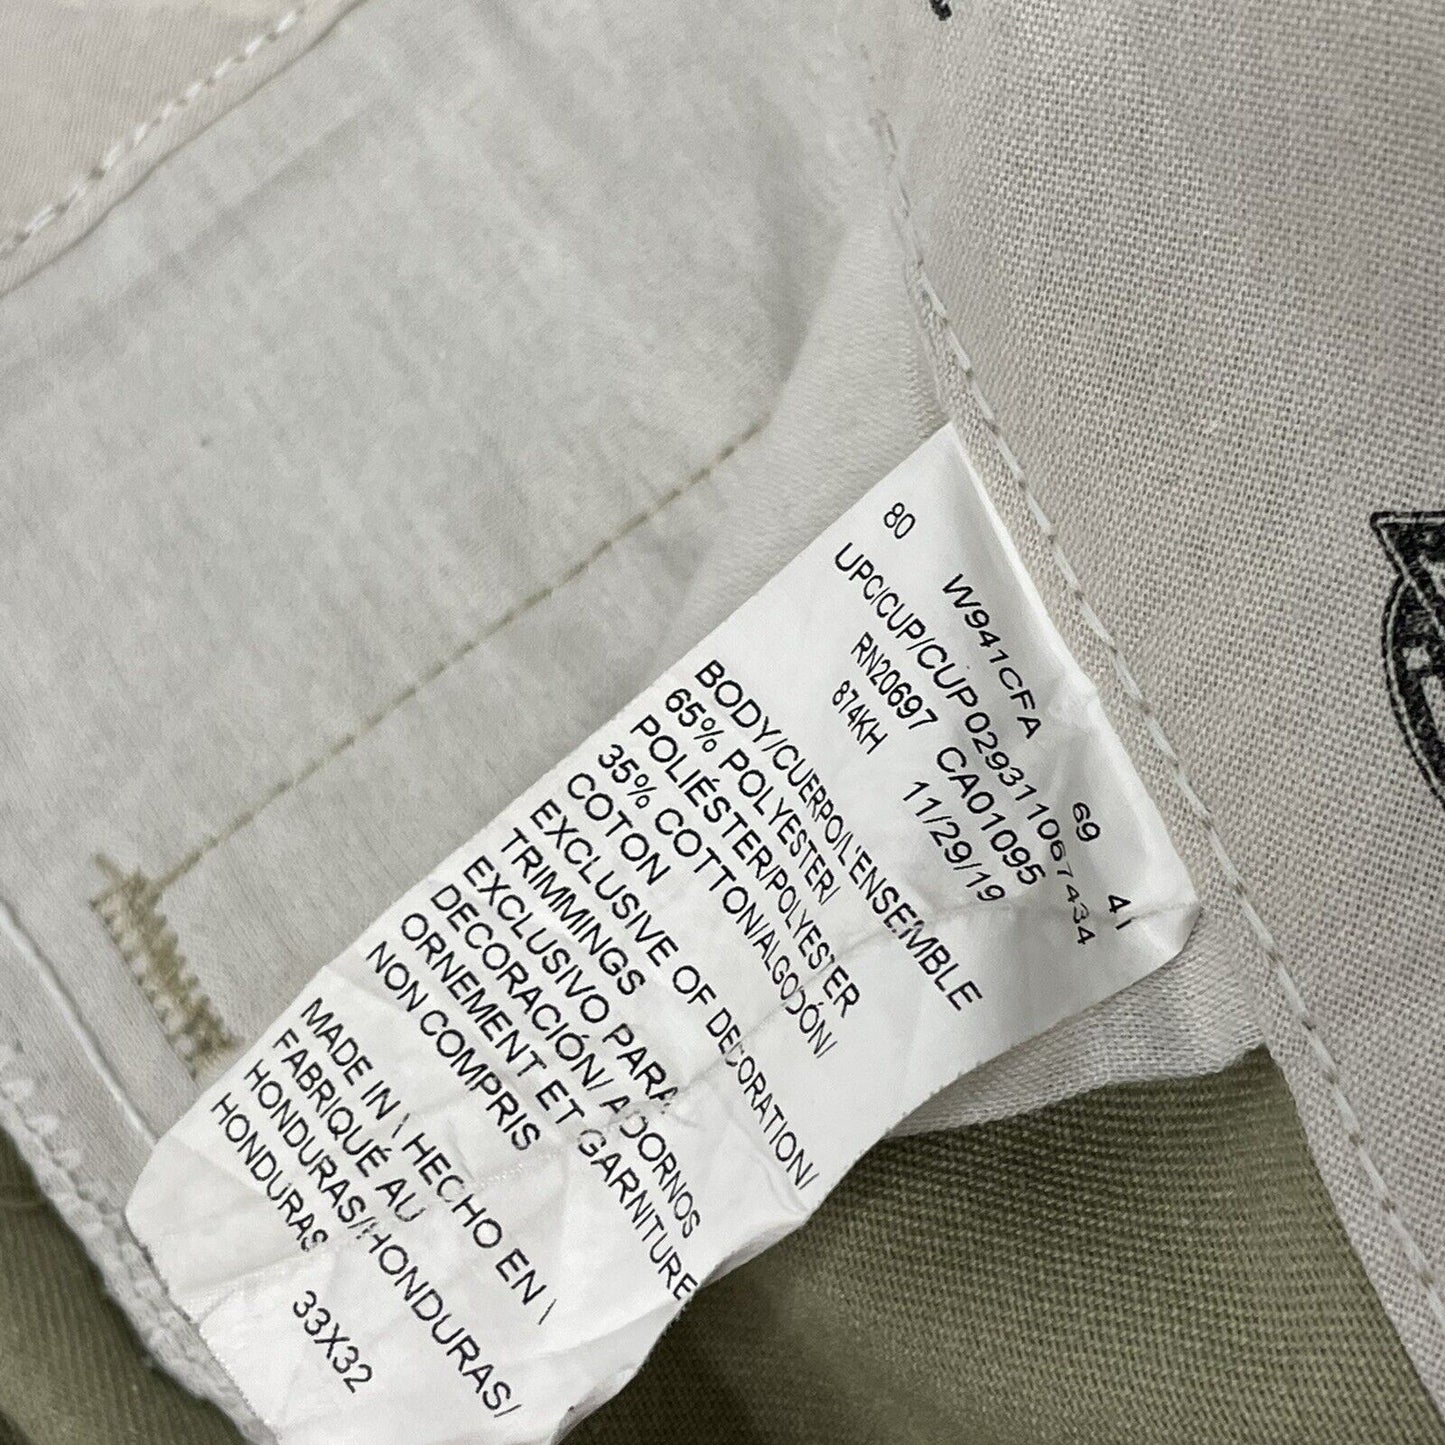 80 W941CFA 69 41
UPC/CUP/CUP 029311067434
RN20697 CA01095
874KH 11/29/19
BODY/CUERPO/L'ENSEMBLE
65% POLYESTER/
POLIÉSTER/POLYESTER
35% COTTON/ALGODÓN/
COTON
EXCLUSIVE OF DECORATION/
TRIMMINGS
EXCLUSIVO PARA
DECORACIÓN/ ADORNOS
ORNEMENT ET GARNITURE
NON COMPRIS
MADE IN \ HECHO EN \
FABRIQUÉ AU
HONDURAS/HONDURAS/
HONDURAS
33X32